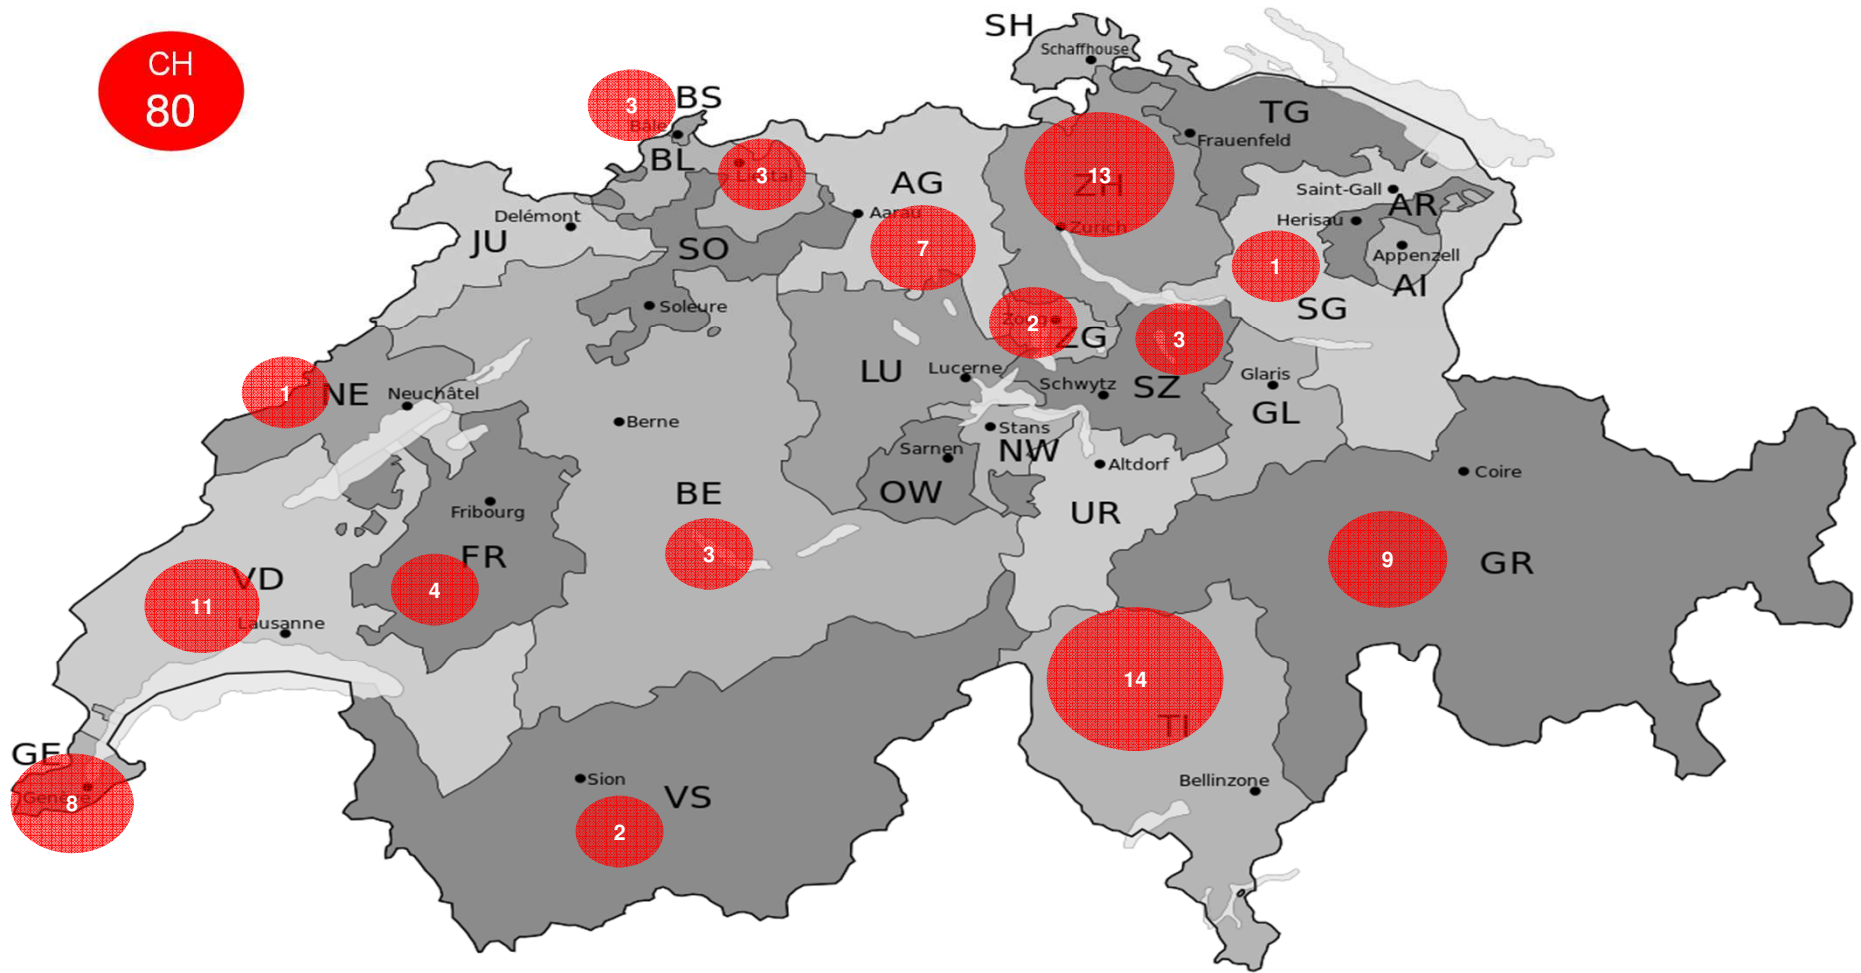 CH
80
SH
Schaffhouse
3
BS
Bâle
TG
Frauenfeld
BL
3
Liestal
AG
13
ZH
Zurich
Saint-Gall
AR
Herisau
Appenzell
AI
1
SG
Delémont
JU
SO
Aarau
7
Soleure
2
Zoug
ZG
3
LU
Lucerne
Schwytz
SZ
Glaris
GL
1
NE
Neuchâtel
Berne
Stans
Sarnen
NW
Altdorf
OW
UR
Coire
BE
3
Fribourg
FR
4
VD
11
Lausanne
9
GR
14
TI
Bellinzone
GE
Genève
8
Sion
VS
2